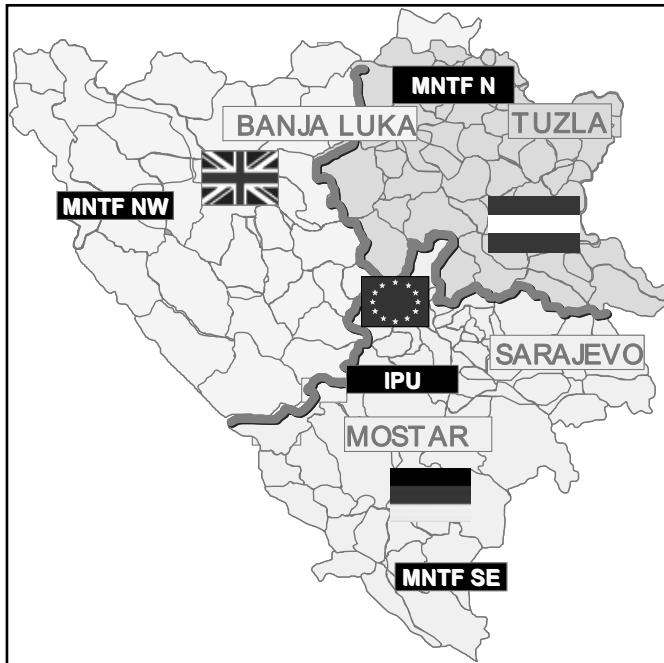 MNTF N
TUZLA
BANJA LUKA
MNTF NW
SARAJEVO
IPU
MOSTAR
MNTF SE